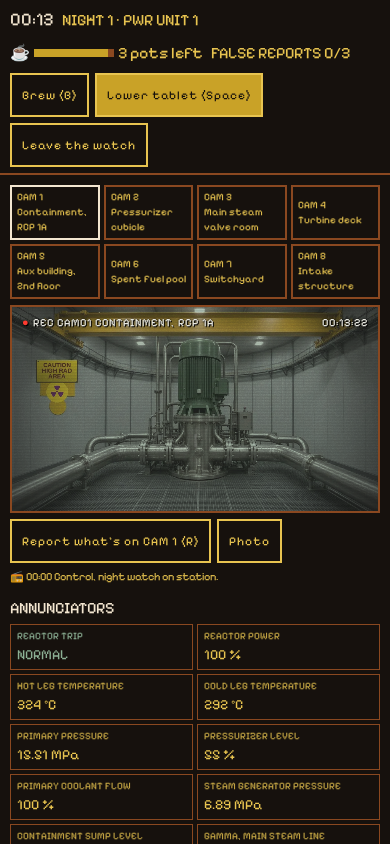 00:13 NIGHT 1 · PWR UNIT 1
3 pots left FALSE REPORTS 0/3
Brew (B)
Lower tablet (Space)
Leave the watch
CAM 1
Containment, RCP 1A
CAM 2
Pressurizer cubicle
CAM 3
Main steam valve room
CAM 4
Turbine deck
CAM 5
Aux building, 2nd floor
CAM 6
Spent fuel pool
CAM 7
Switchyard
CAM 8
Intake structure
REC CAM01 CONTAINMENT, RCP 1A 00:13:22
CAUTION
HIGH RAD
AREA
Report what's on CAM 1 (R)
Photo
00:00 Control, night watch on station.
ANNUNCIATORS
REACTOR TRIP
NORMAL
REACTOR POWER
100 %
HOT LEG TEMPERATURE
324 °C
COLD LEG TEMPERATURE
292 °C
PRIMARY PRESSURE
15.51 MPa
PRESSURIZER LEVEL
55 %
PRIMARY COOLANT FLOW
100 %
STEAM GENERATOR PRESSURE
6.89 MPa
CONTAINMENT SUMP LEVEL
GAMMA, MAIN STEAM LINE